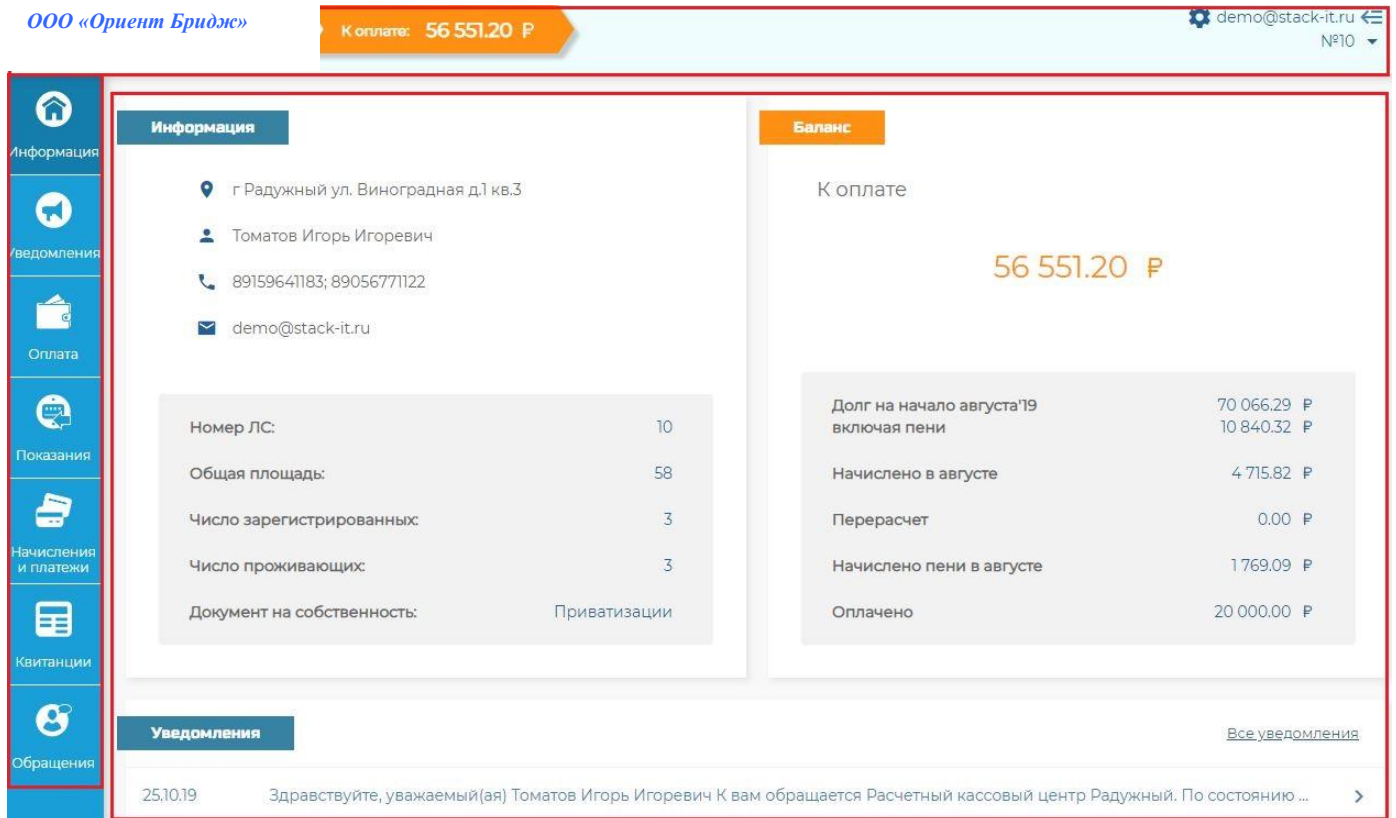 ООО «Ориент Бридж»
К оплате: 56 551.20 ₽
demo@stack-it.ru
№10
Информация
Уведомления
Оплата
Показания
Начисления
и платежи
Квитанции
Обращения
Информация
г Радужный ул. Виноградная д.1 кв.3
Томатов Игорь Игоревич
89159641183; 89056771122
demo@stack-it.ru
Номер ЛС: 10
Общая площадь: 58
Число зарегистрированных: 3
Число проживающих: 3
Документ на собственность: Приватизации
Баланс
К оплате
56 551.20 ₽
Долг на начало августа'19 70 066.29 ₽
включая пени 10 840.32 ₽
Начислено в августе 4 715.82 ₽
Перерасчет 0.00 ₽
Начислено пени в августе 1 769.09 ₽
Оплачено 20 000.00 ₽
Уведомления
Все уведомления
25.10.19 Здравствуйте, уважаемый(ая) Томатов Игорь Игоревич К вам обращается Расчетный кассовый центр Радужный. По состоянию ...